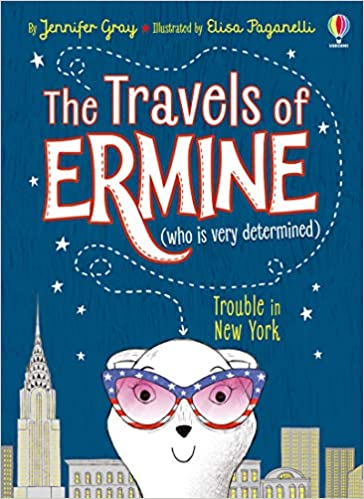 By Jennifer Gray ★ Illustrated by Elisa Paganelli
USBORNE
The Travels of
ERMINE
(who is very determined)
Trouble in
New York